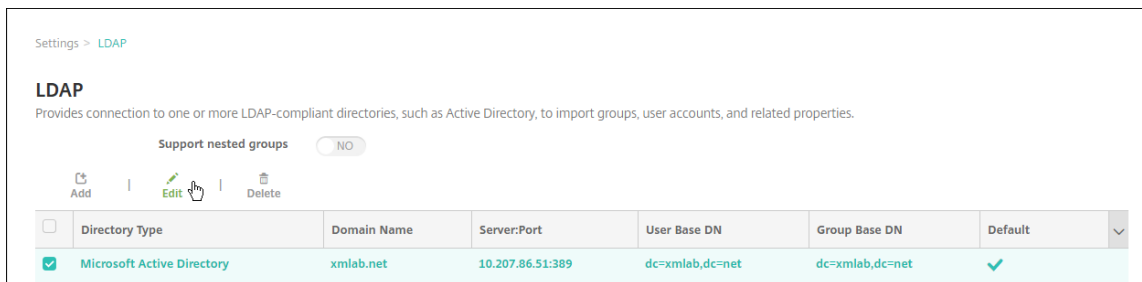 Settings > LDAP
LDAP
Provides connection to one or more LDAP-compliant directories, such as Active Directory, to import groups, user accounts, and related properties.
Support nested groups NO
Add | Edit | Delete
Directory Type Domain Name Server:Port User Base DN Group Base DN Default
Microsoft Active Directory xmlab.net 10.207.86.51:389 dc=xmlab,dc=net dc=xmlab,dc=net